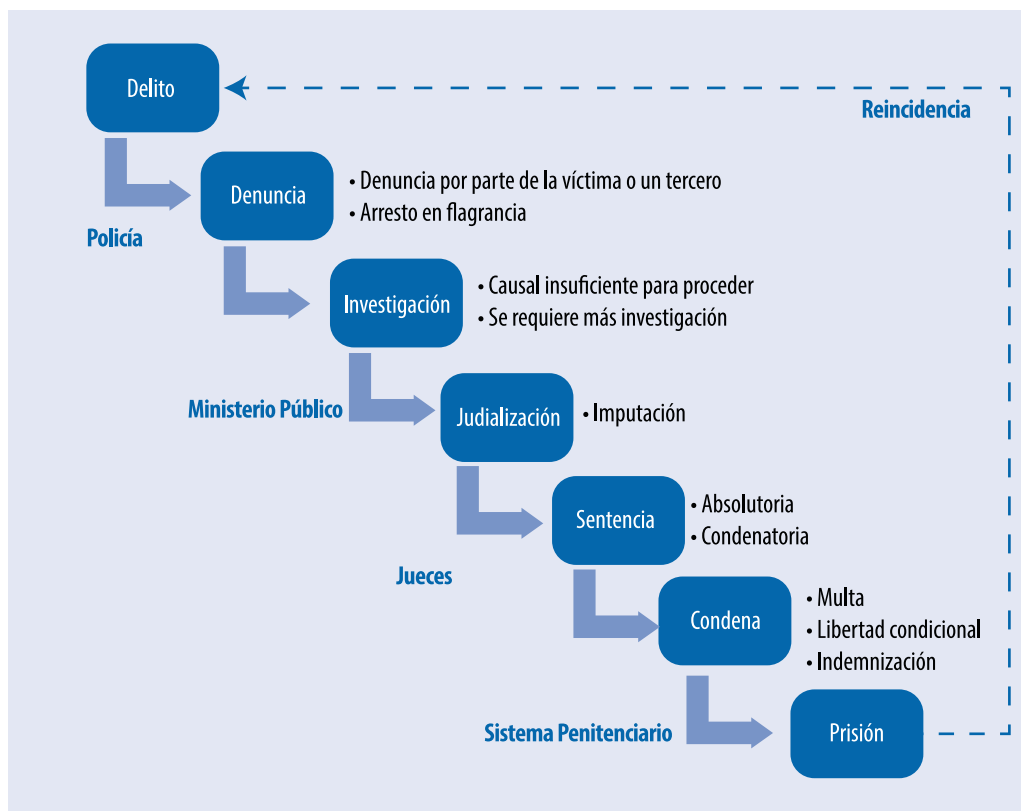 Delito
Reincidencia
Denuncia
• Denuncia por parte de la víctima o un tercero
• Arresto en flagrancia
Policía
Investigación
• Causal insuficiente para proceder
• Se requiere más investigación
Ministerio Público
Judialización
• Imputación
Sentencia
• Absolutoria
• Condenatoria
Jueces
Condena
• Multa
• Libertad condicional
• Indemnización
Sistema Penitenciario
Prisión